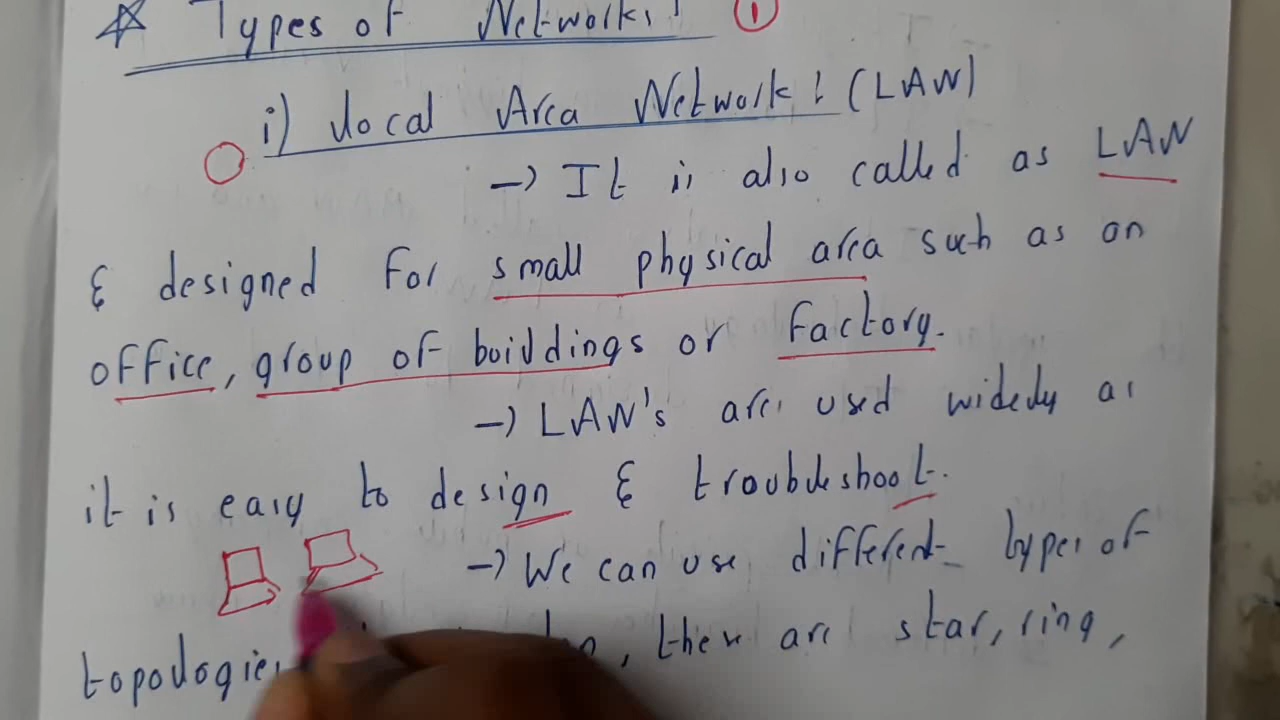 ☆ Types of Networks: ①
i) Local Area Network: (LAN)
→ It is also called as LAN
& designed for small physical area such as an
office, group of buildings or factory.
→ LAN's are used widely as
it is easy to design & troubleshoot.
→ We can use different types of
topologies, then are star, ring,